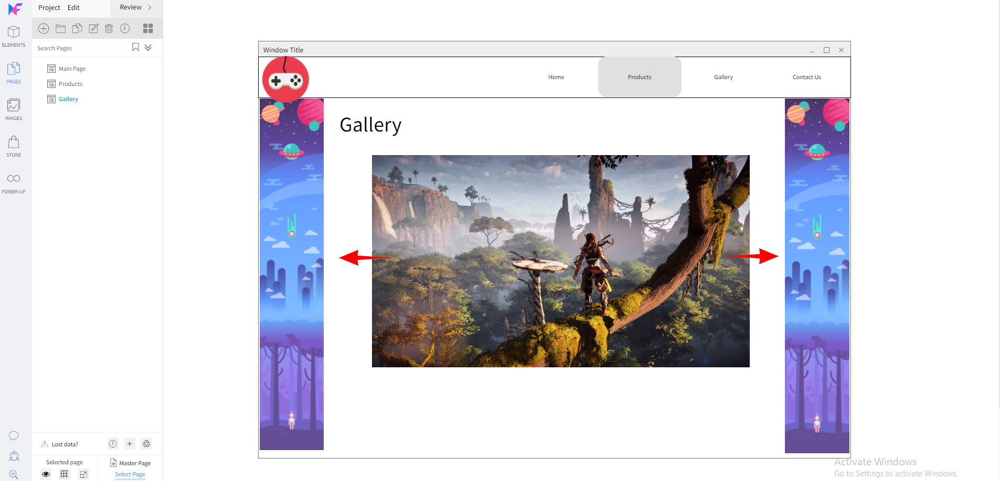 Project Edit Review
ELEMENTS
Search Pages
Main Page
PAGES
Products
Gallery
IMAGES
STORE
POWER-UP
Lost data?
Selected page
Master Page
Select Page
Window Title
Home Products Gallery Contact Us
Gallery
Activate Windows
Go to Settings to activate Windows.